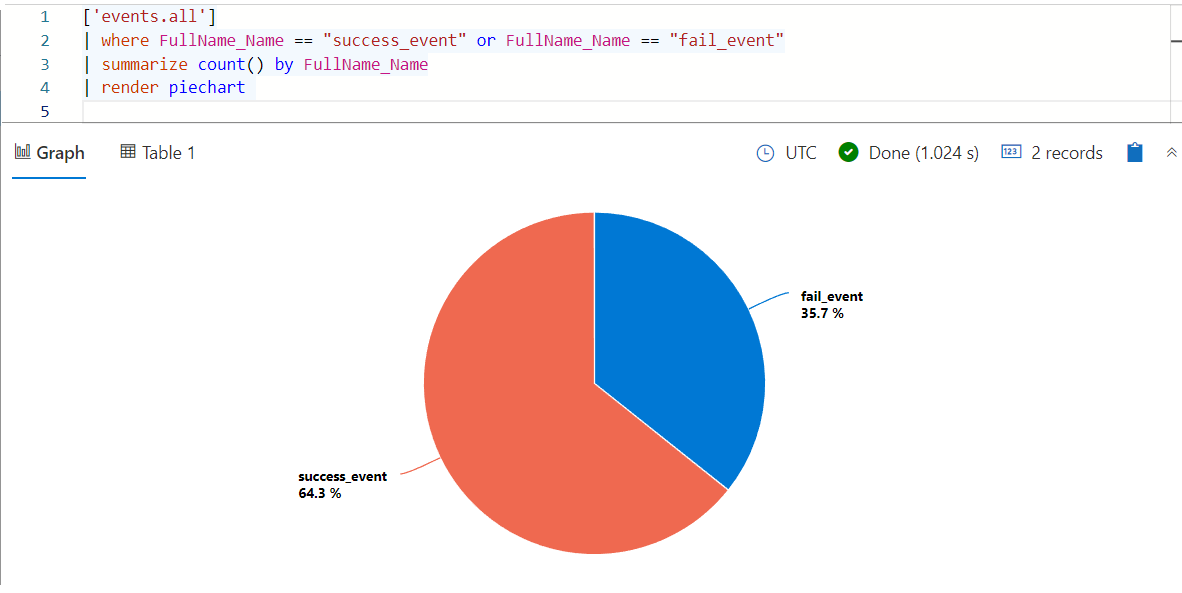 1 ['events.all']
2 | where FullName_Name == "success_event" or FullName_Name == "fail_event"
3 | summarize count() by FullName_Name
4 | render piechart
5
Graph Table 1 UTC Done (1.024 s) 123 2 records
fail_event
35.7 %
success_event
64.3 %